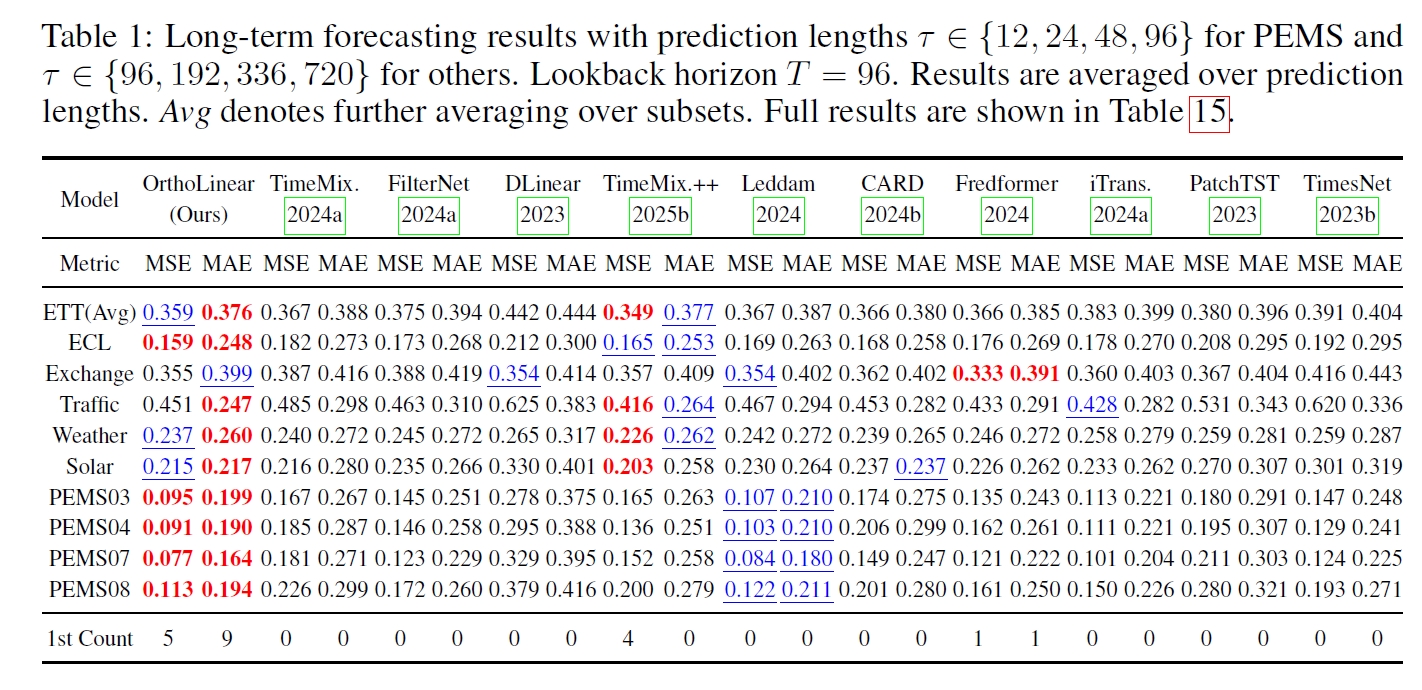 Table 1: Long-term forecasting results with prediction lengths τ ∈ {12, 24, 48, 96} for PEMS and
τ ∈ {96, 192, 336, 720} for others. Lookback horizon T = 96. Results are averaged over prediction
lengths. Avg denotes further averaging over subsets. Full results are shown in Table 15.
Model OrthoLinear (Ours) TimeMix. 2024a FilterNet 2024a DLinear 2023 TimeMix.++ 2025b Leddam 2024 CARD 2024b Fredformer 2024 iTrans. 2024a PatchTST 2023 TimesNet 2023b
Metric MSE MAE MSE MAE MSE MAE MSE MAE MSE MAE MSE MAE MSE MAE MSE MAE MSE MAE MSE MAE MSE MAE
ETT(Avg) 0.359 0.376 0.367 0.388 0.375 0.394 0.442 0.444 0.349 0.377 0.367 0.387 0.366 0.380 0.366 0.385 0.383 0.399 0.380 0.396 0.391 0.404
ECL 0.159 0.248 0.182 0.273 0.173 0.268 0.212 0.300 0.165 0.253 0.169 0.263 0.168 0.258 0.176 0.269 0.178 0.270 0.208 0.295 0.192 0.295
Exchange 0.355 0.399 0.387 0.416 0.388 0.419 0.354 0.414 0.357 0.409 0.354 0.402 0.362 0.402 0.333 0.391 0.360 0.403 0.367 0.404 0.416 0.443
Traffic 0.451 0.247 0.485 0.298 0.463 0.310 0.625 0.383 0.416 0.264 0.467 0.294 0.453 0.282 0.433 0.291 0.428 0.282 0.531 0.343 0.620 0.336
Weather 0.237 0.260 0.240 0.272 0.245 0.272 0.265 0.317 0.226 0.262 0.242 0.272 0.239 0.265 0.246 0.272 0.258 0.279 0.259 0.281 0.259 0.287
Solar 0.215 0.217 0.216 0.280 0.235 0.266 0.330 0.401 0.203 0.258 0.230 0.264 0.237 0.237 0.226 0.262 0.233 0.262 0.270 0.307 0.301 0.319
PEMS03 0.095 0.199 0.167 0.267 0.145 0.251 0.278 0.375 0.165 0.263 0.107 0.210 0.174 0.275 0.135 0.243 0.113 0.221 0.180 0.291 0.147 0.248
PEMS04 0.091 0.190 0.185 0.287 0.146 0.258 0.295 0.388 0.136 0.251 0.103 0.210 0.206 0.299 0.162 0.261 0.111 0.221 0.195 0.307 0.129 0.241
PEMS07 0.077 0.164 0.181 0.271 0.123 0.229 0.329 0.395 0.152 0.258 0.084 0.180 0.149 0.247 0.121 0.222 0.101 0.204 0.211 0.303 0.124 0.225
PEMS08 0.113 0.194 0.226 0.299 0.172 0.260 0.379 0.416 0.200 0.279 0.122 0.211 0.201 0.280 0.161 0.250 0.150 0.226 0.280 0.321 0.193 0.271
1st Count 5 9 0 0 0 0 0 0 4 0 0 0 0 0 1 1 0 0 0 0 0 0